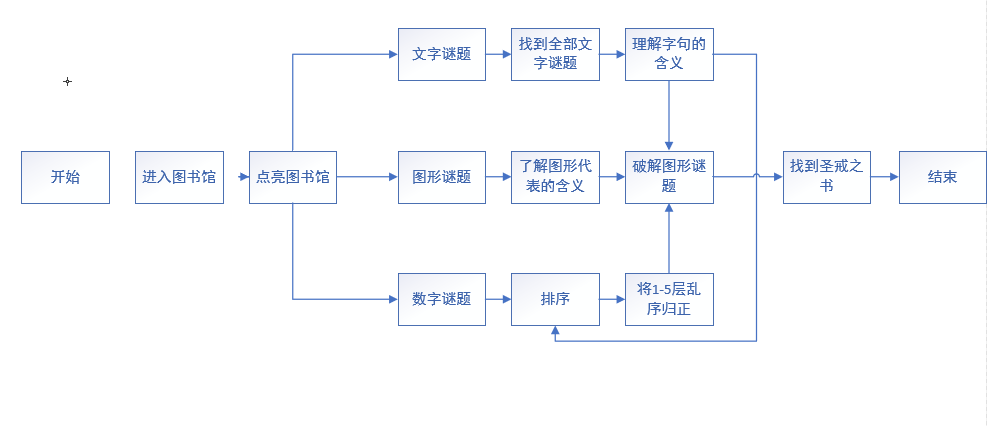 文字谜题
找到全部文
字谜题
理解字句的
含义
开始
进入图书馆
点亮图书馆
图形谜题
了解图形代
表的含义
破解图形谜
题
找到圣戒之
书
结束
数字谜题
排序
将1-5层乱
序归正